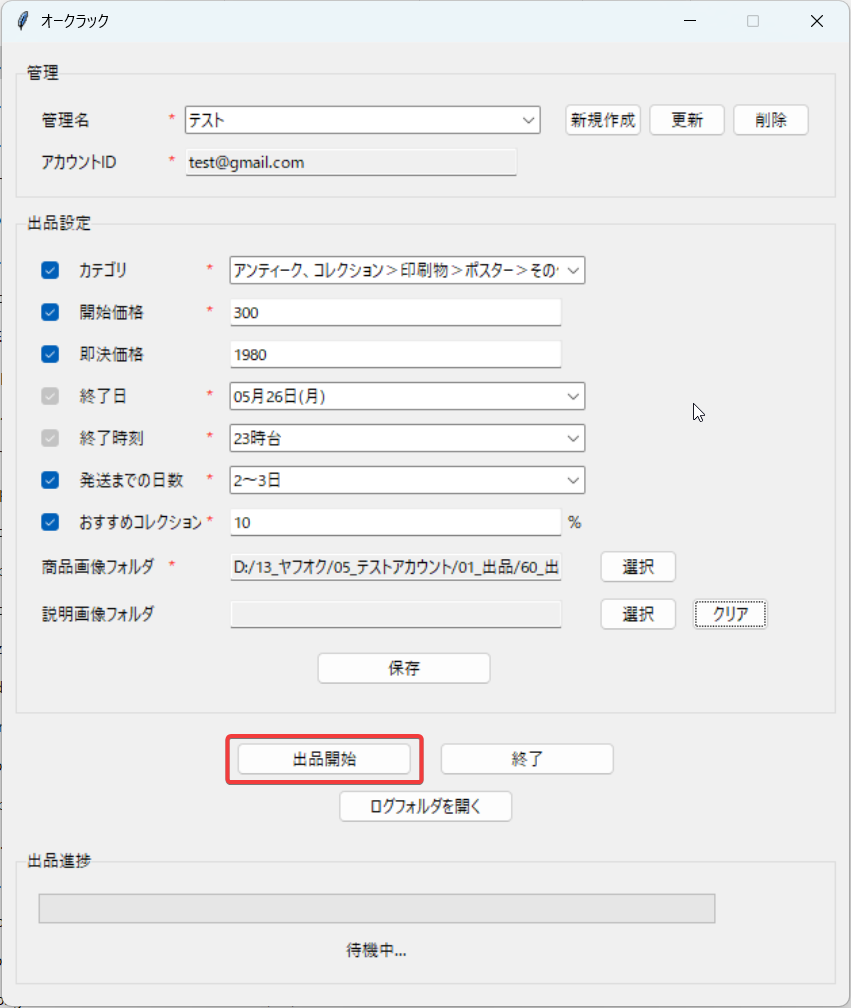 オークラック
管理
管理名 * テスト 新規作成 更新 削除
アカウントID * test@gmail.com
出品設定
カテゴリ * アンティーク、コレクション＞印刷物＞ポスター＞その
開始価格 * 300
即決価格 1980
終了日 * 05月26日(月)
終了時刻 * 23時台
発送までの日数 * 2～3日
おすすめコレクション * 10 %
商品画像フォルダ * D:/13_ヤフオク/05_テストアカウント/01_出品/60_出 選択
説明画像フォルダ 選択 クリア
保存
出品開始 終了
ログフォルダを開く
出品進捗
待機中...